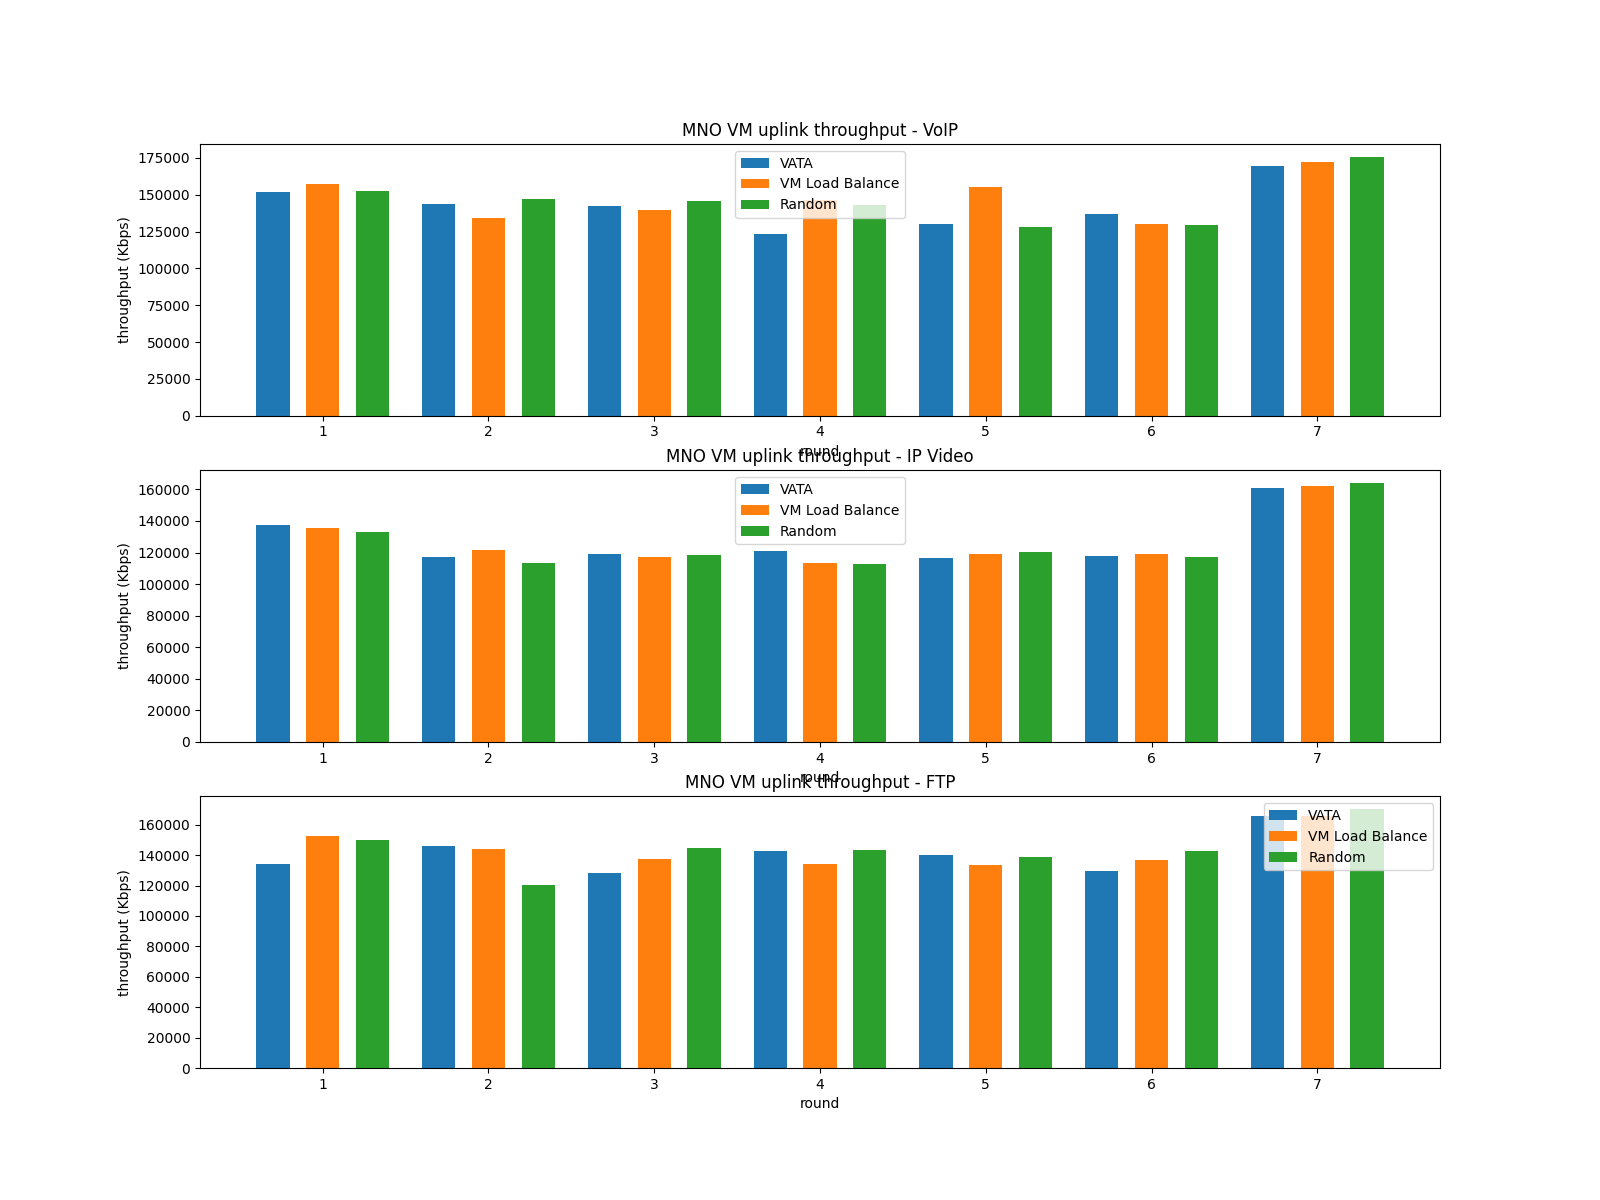 MNO VM uplink throughput - VoIP
throughput (Kbps)
175000
150000
125000
100000
75000
50000
25000
0
VATA
VM Load Balance
Random
1 2 3 4 5 6 7
round
MNO VM uplink throughput - IP Video
throughput (Kbps)
160000
140000
120000
100000
80000
60000
40000
20000
0
VATA
VM Load Balance
Random
1 2 3 4 5 6 7
round
MNO VM uplink throughput - FTP
throughput (Kbps)
160000
140000
120000
100000
80000
60000
40000
20000
0
VATA
VM Load Balance
Random
1 2 3 4 5 6 7
round